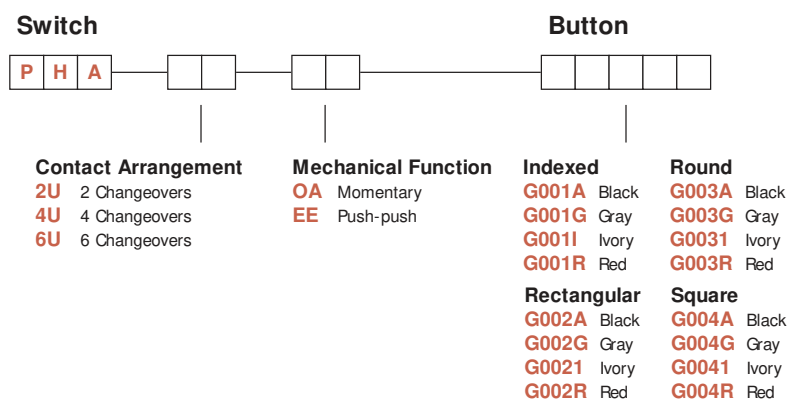 Switch
Button
P H A
Contact Arrangement
2U 2 Changeovers
4U 4 Changeovers
6U 6 Changeovers
Mechanical Function
OA Momentary
EE Push-push
Indexed
G001A Black
G001G Gray
G001I Ivory
G001R Red
Round
G003A Black
G003G Gray
G0031 Ivory
G003R Red
Rectangular
G002A Black
G002G Gray
G0021 Ivory
G002R Red
Square
G004A Black
G004G Gray
G0041 Ivory
G004R Red